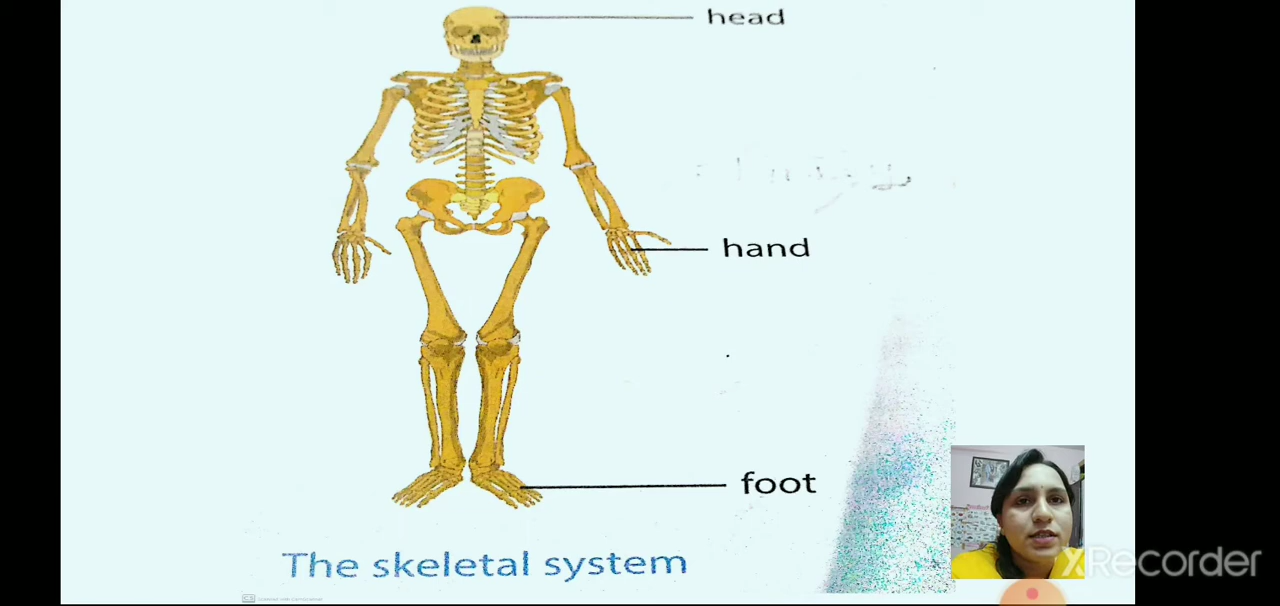 head
hand
foot
The skeletal system
XRecorder